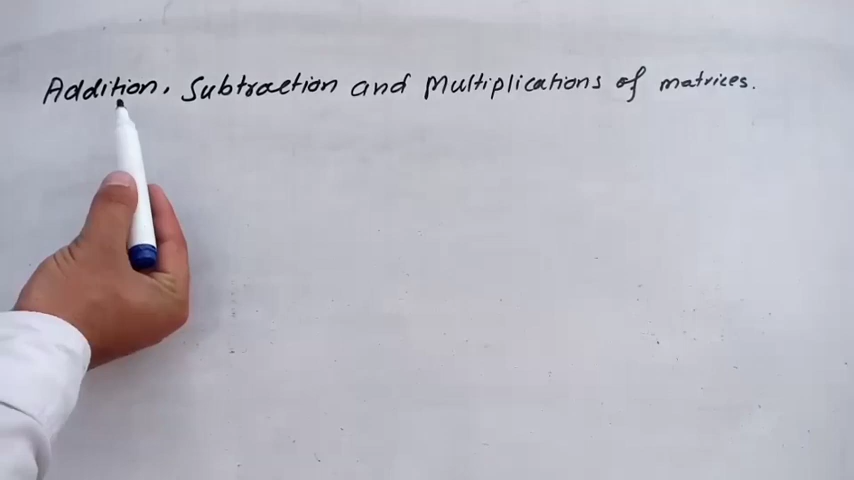 Addition. Subtraction and Multiplications of matrices.